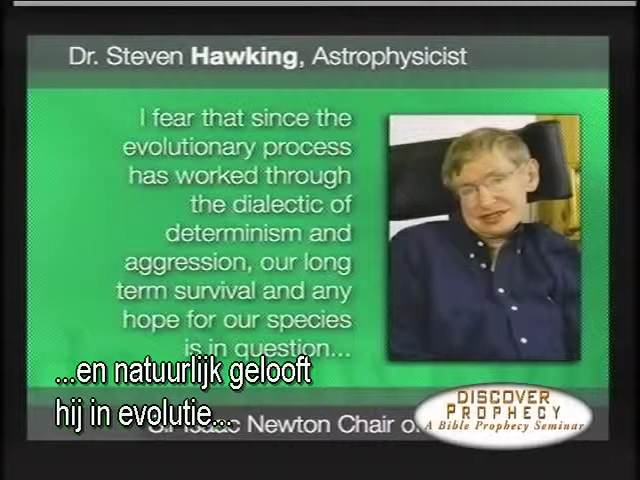 Dr. Steven Hawking, Astrophysicist
I fear that since the
evolutionary process
has worked through
the dialectic of
determinism and
aggression, our long
term survival and any
hope for our species
is in question...
...en natuurlijk gelooft
hij in evolutie...
Sir Isaac Newton Chair o
DISCOVER
PROPHECY
A Bible Prophecy Seminar